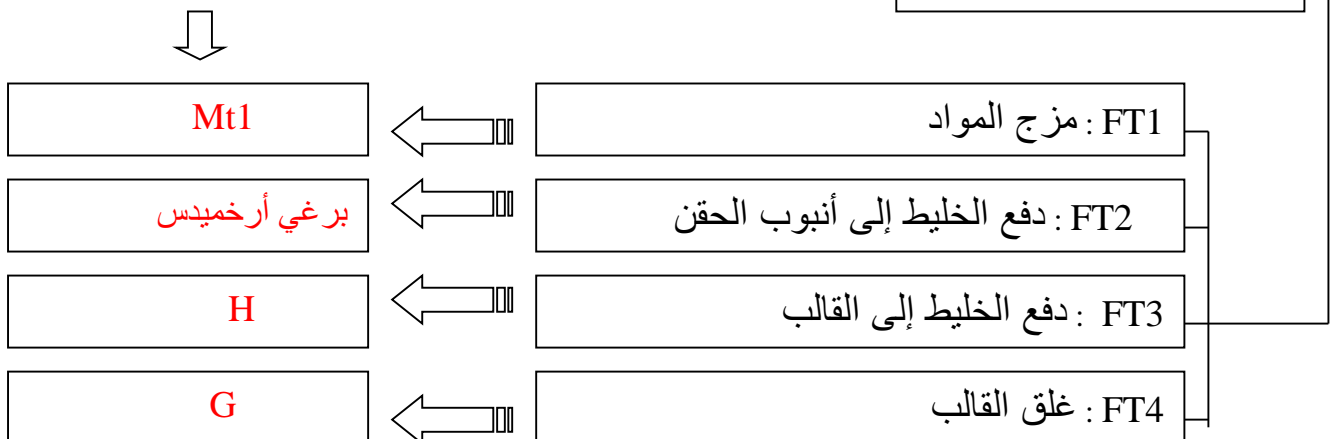 FT1 : مزج المواد
Mt1
FT2 : دفع الخليط إلى أنبوب الحقن
برغي أرخميدس
FT3 : دفع الخليط إلى القالب
H
FT4 : غلق القالب
G